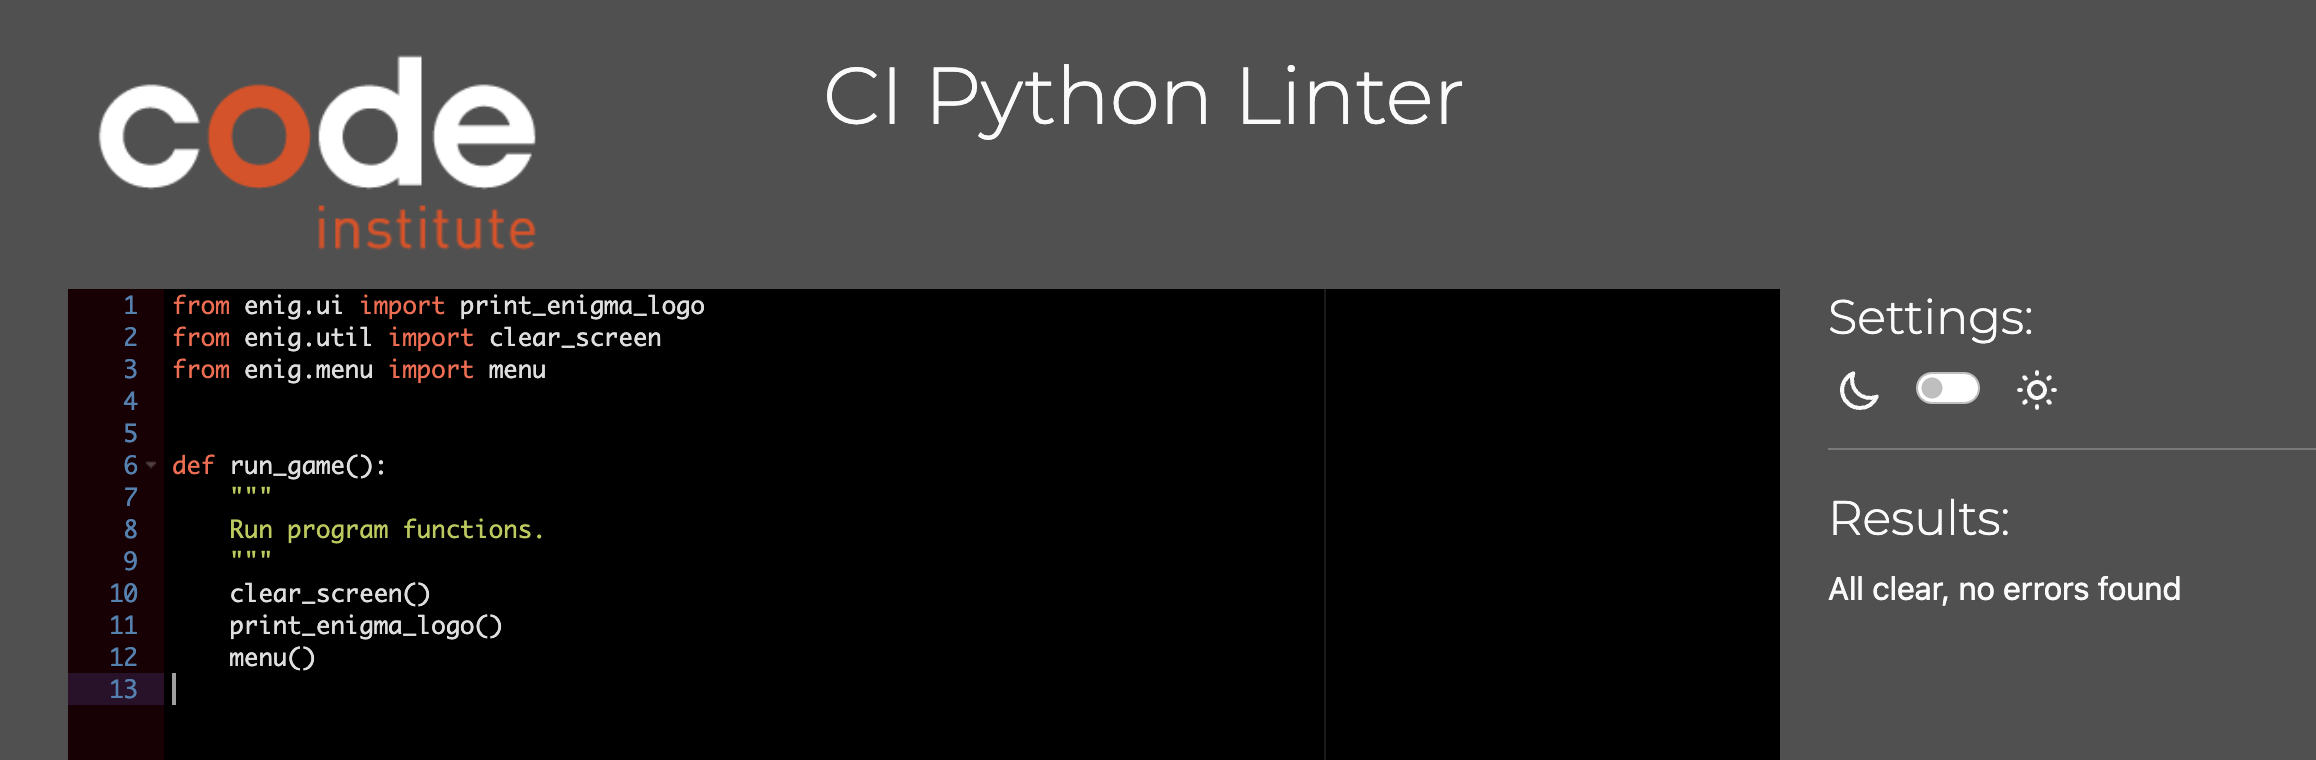 code
institute
CI Python Linter
1 from enig.ui import print_enigma_logo
2 from enig.util import clear_screen
3 from enig.menu import menu
4
5
6 def run_game():
7     """
8     Run program functions.
9     """
10     clear_screen()
11     print_enigma_logo()
12     menu()
13
Settings:
Results:
All clear, no errors found